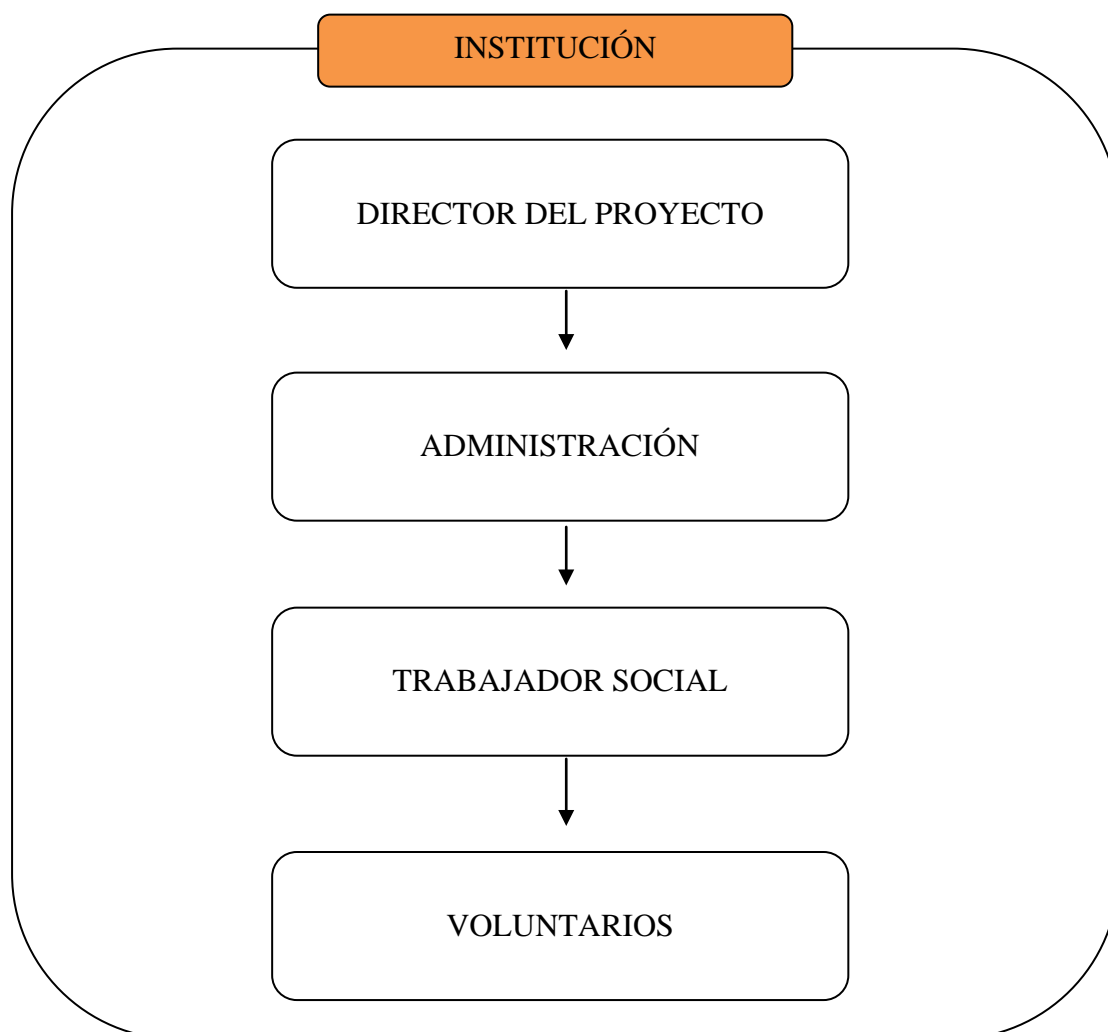 INSTITUCIÓN
DIRECTOR DEL PROYECTO
ADMINISTRACIÓN
TRABAJADOR SOCIAL
VOLUNTARIOS